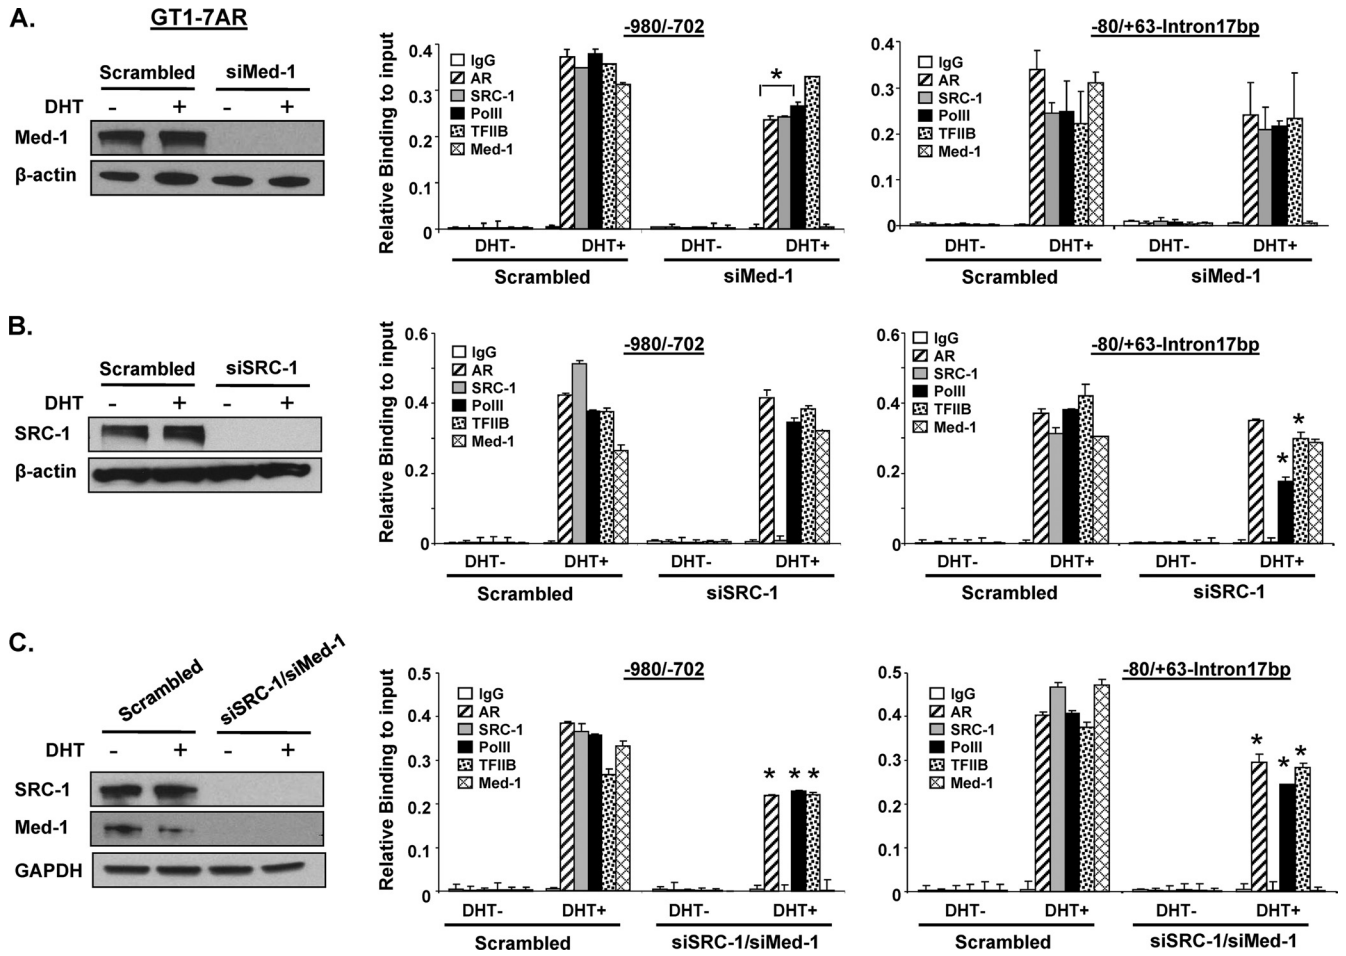 A.
GT1-7AR
Scrambled siMed-1
DHT - + - +
Med-1
β-actin
-980/-702
Relative Binding to input
0.4
0.3
0.2
0.1
0
IgG
AR
SRC-1
PolII
TFIIB
Med-1
*
DHT- DHT+ DHT- DHT+
Scrambled siMed-1
-80/+63-Intron17bp
0.4
0.3
0.2
0.1
0
IgG
AR
SRC-1
PolII
TFIIB
Med-1
DHT- DHT+ DHT- DHT+
Scrambled siMed-1
B.
Scrambled siSRC-1
DHT - + - +
SRC-1
β-actin
-980/-702
Relative Binding to input
0.6
0.4
0.2
0
IgG
AR
SRC-1
PolII
TFIIB
Med-1
DHT- DHT+ DHT- DHT+
Scrambled siSRC-1
-80/+63-Intron17bp
0.6
0.4
0.2
0
IgG
AR
SRC-1
PolII
TFIIB
Med-1
* *
DHT- DHT+ DHT- DHT+
Scrambled siSRC-1
C.
Scrambled siSRC-1/siMed-1
DHT - + - +
SRC-1
Med-1
GAPDH
-980/-702
Relative Binding to input
0.5
0.4
0.3
0.2
0.1
0
IgG
AR
SRC-1
PolII
TFIIB
Med-1
* * *
DHT- DHT+ DHT- DHT+
Scrambled siSRC-1/siMed-1
-80/+63-Intron17bp
0.5
0.4
0.3
0.2
0.1
0
IgG
AR
SRC-1
PolII
TFIIB
Med-1
* * *
DHT- DHT+ DHT- DHT+
Scrambled siSRC-1/siMed-1